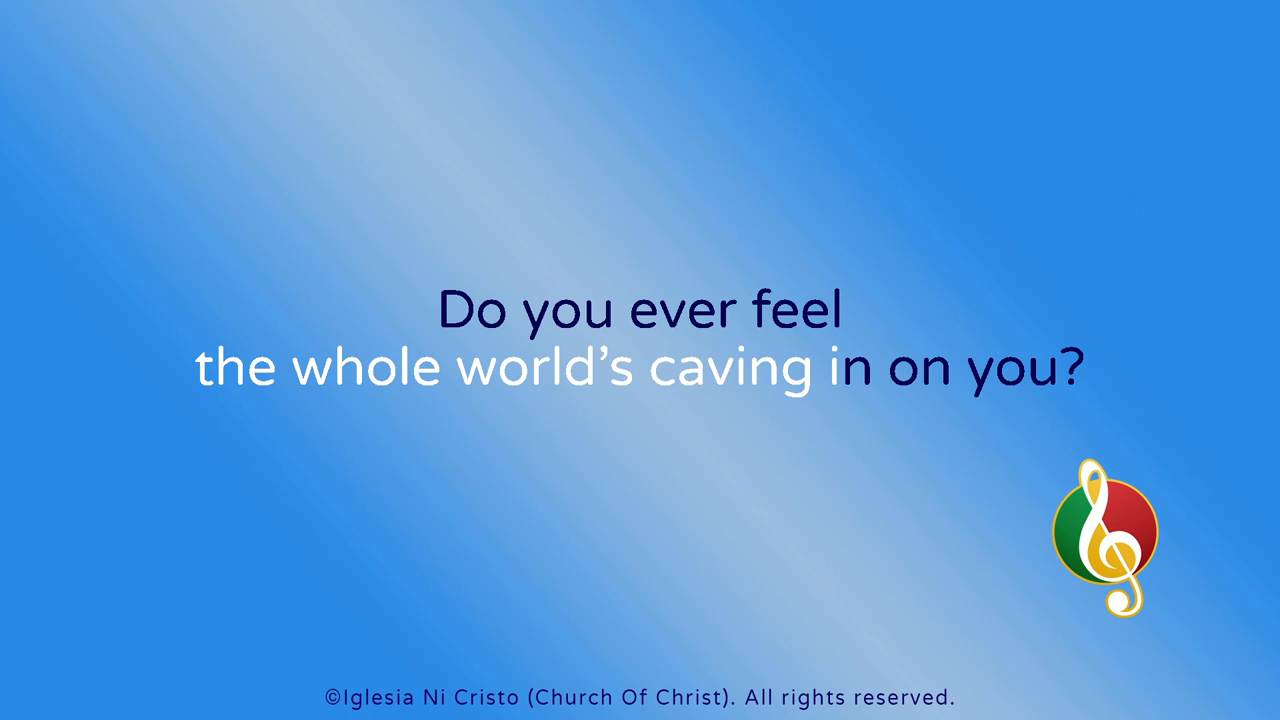 Do you ever feel
the whole world’s caving in on you?
©Iglesia Ni Cristo (Church Of Christ). All rights reserved.